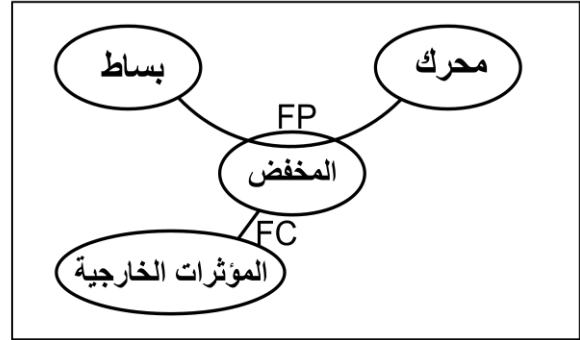 محرك
بساط
FP
المخفض
FC
المؤثرات الخارجية